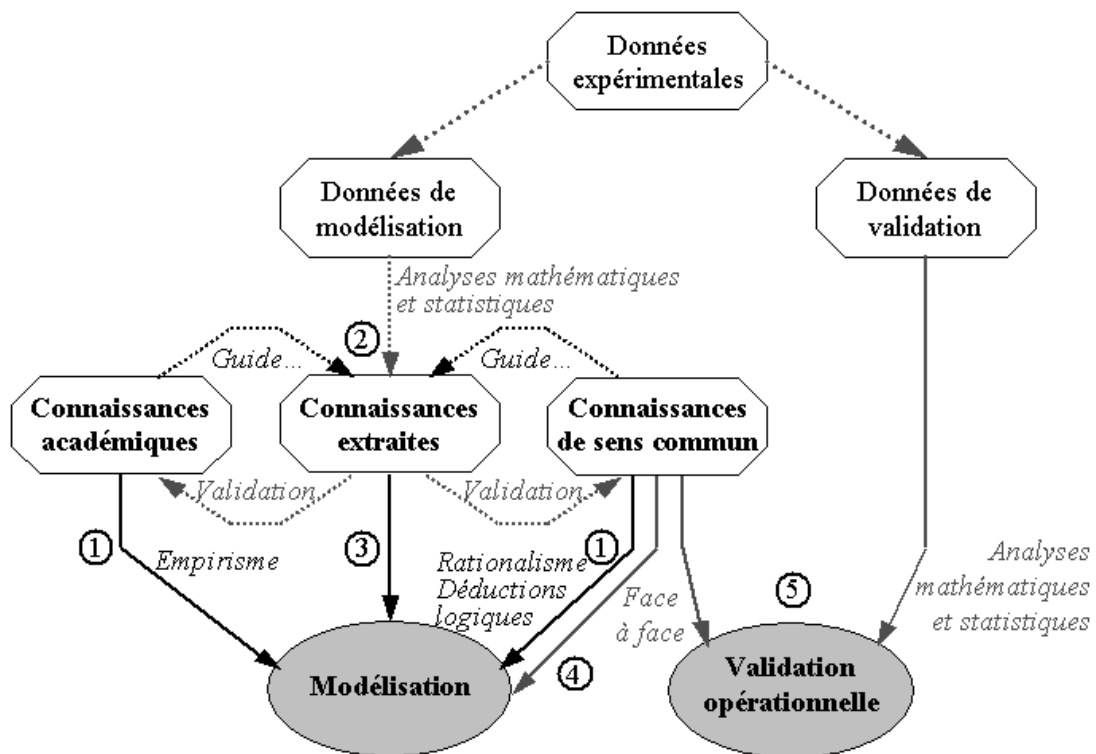 Données
expérimentales
Données de
modélisation
Données de
validation
Analyses mathématiques
et statistiques
2
Guide...
Guide...
Connaissances
académiques
Connaissances
extraites
Connaissances
de sens commun
Validation
Validation
1
Empirisme
3
Rationalisme
Déductions
logiques
1
Face
à face
4
5
Analyses
mathématiques
et statistiques
Modélisation
Validation
opérationnelle